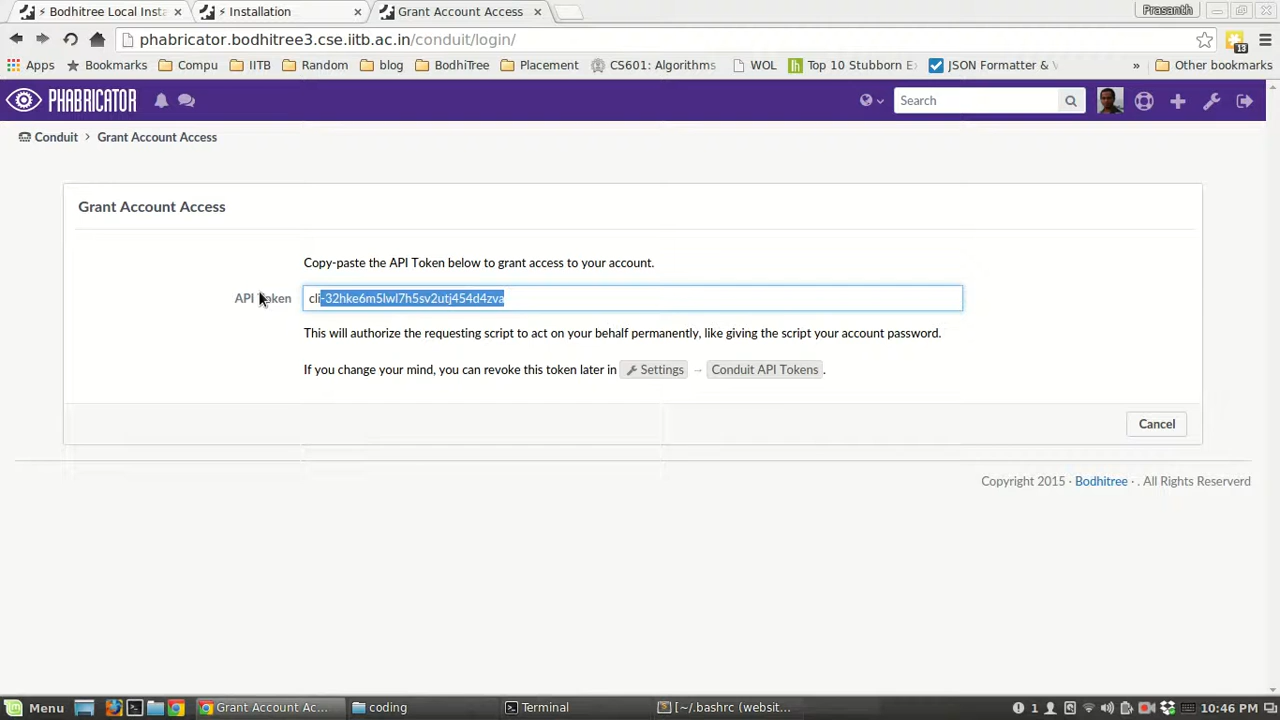 ⚡ Bodhitree Local Insta
⚡ Installation
Grant Account Access
Prasanth
phabricator.bodhitree3.cse.iitb.ac.in/conduit/login/
13
Apps
Bookmarks
Compu
IITB
Random
blog
BodhiTree
Placement
CS601: Algorithms
WOL
Top 10 Stubborn E
JSON Formatter & V
»
Other bookmarks
PHABRICATOR
Search
Conduit > Grant Account Access
Grant Account Access
Copy-paste the API Token below to grant access to your account.
API Token
cli-32hke6m5lwl7h5sv2utj454d4zva
This will authorize the requesting script to act on your behalf permanently, like giving the script your account password.
If you change your mind, you can revoke this token later in Settings → Conduit API Tokens.
Cancel
Copyright 2015 · Bodhitree · . All Rights Reserverd
Menu
Grant Account Ac...
coding
Terminal
[~/.bashrc (websit...
1
10:46 PM